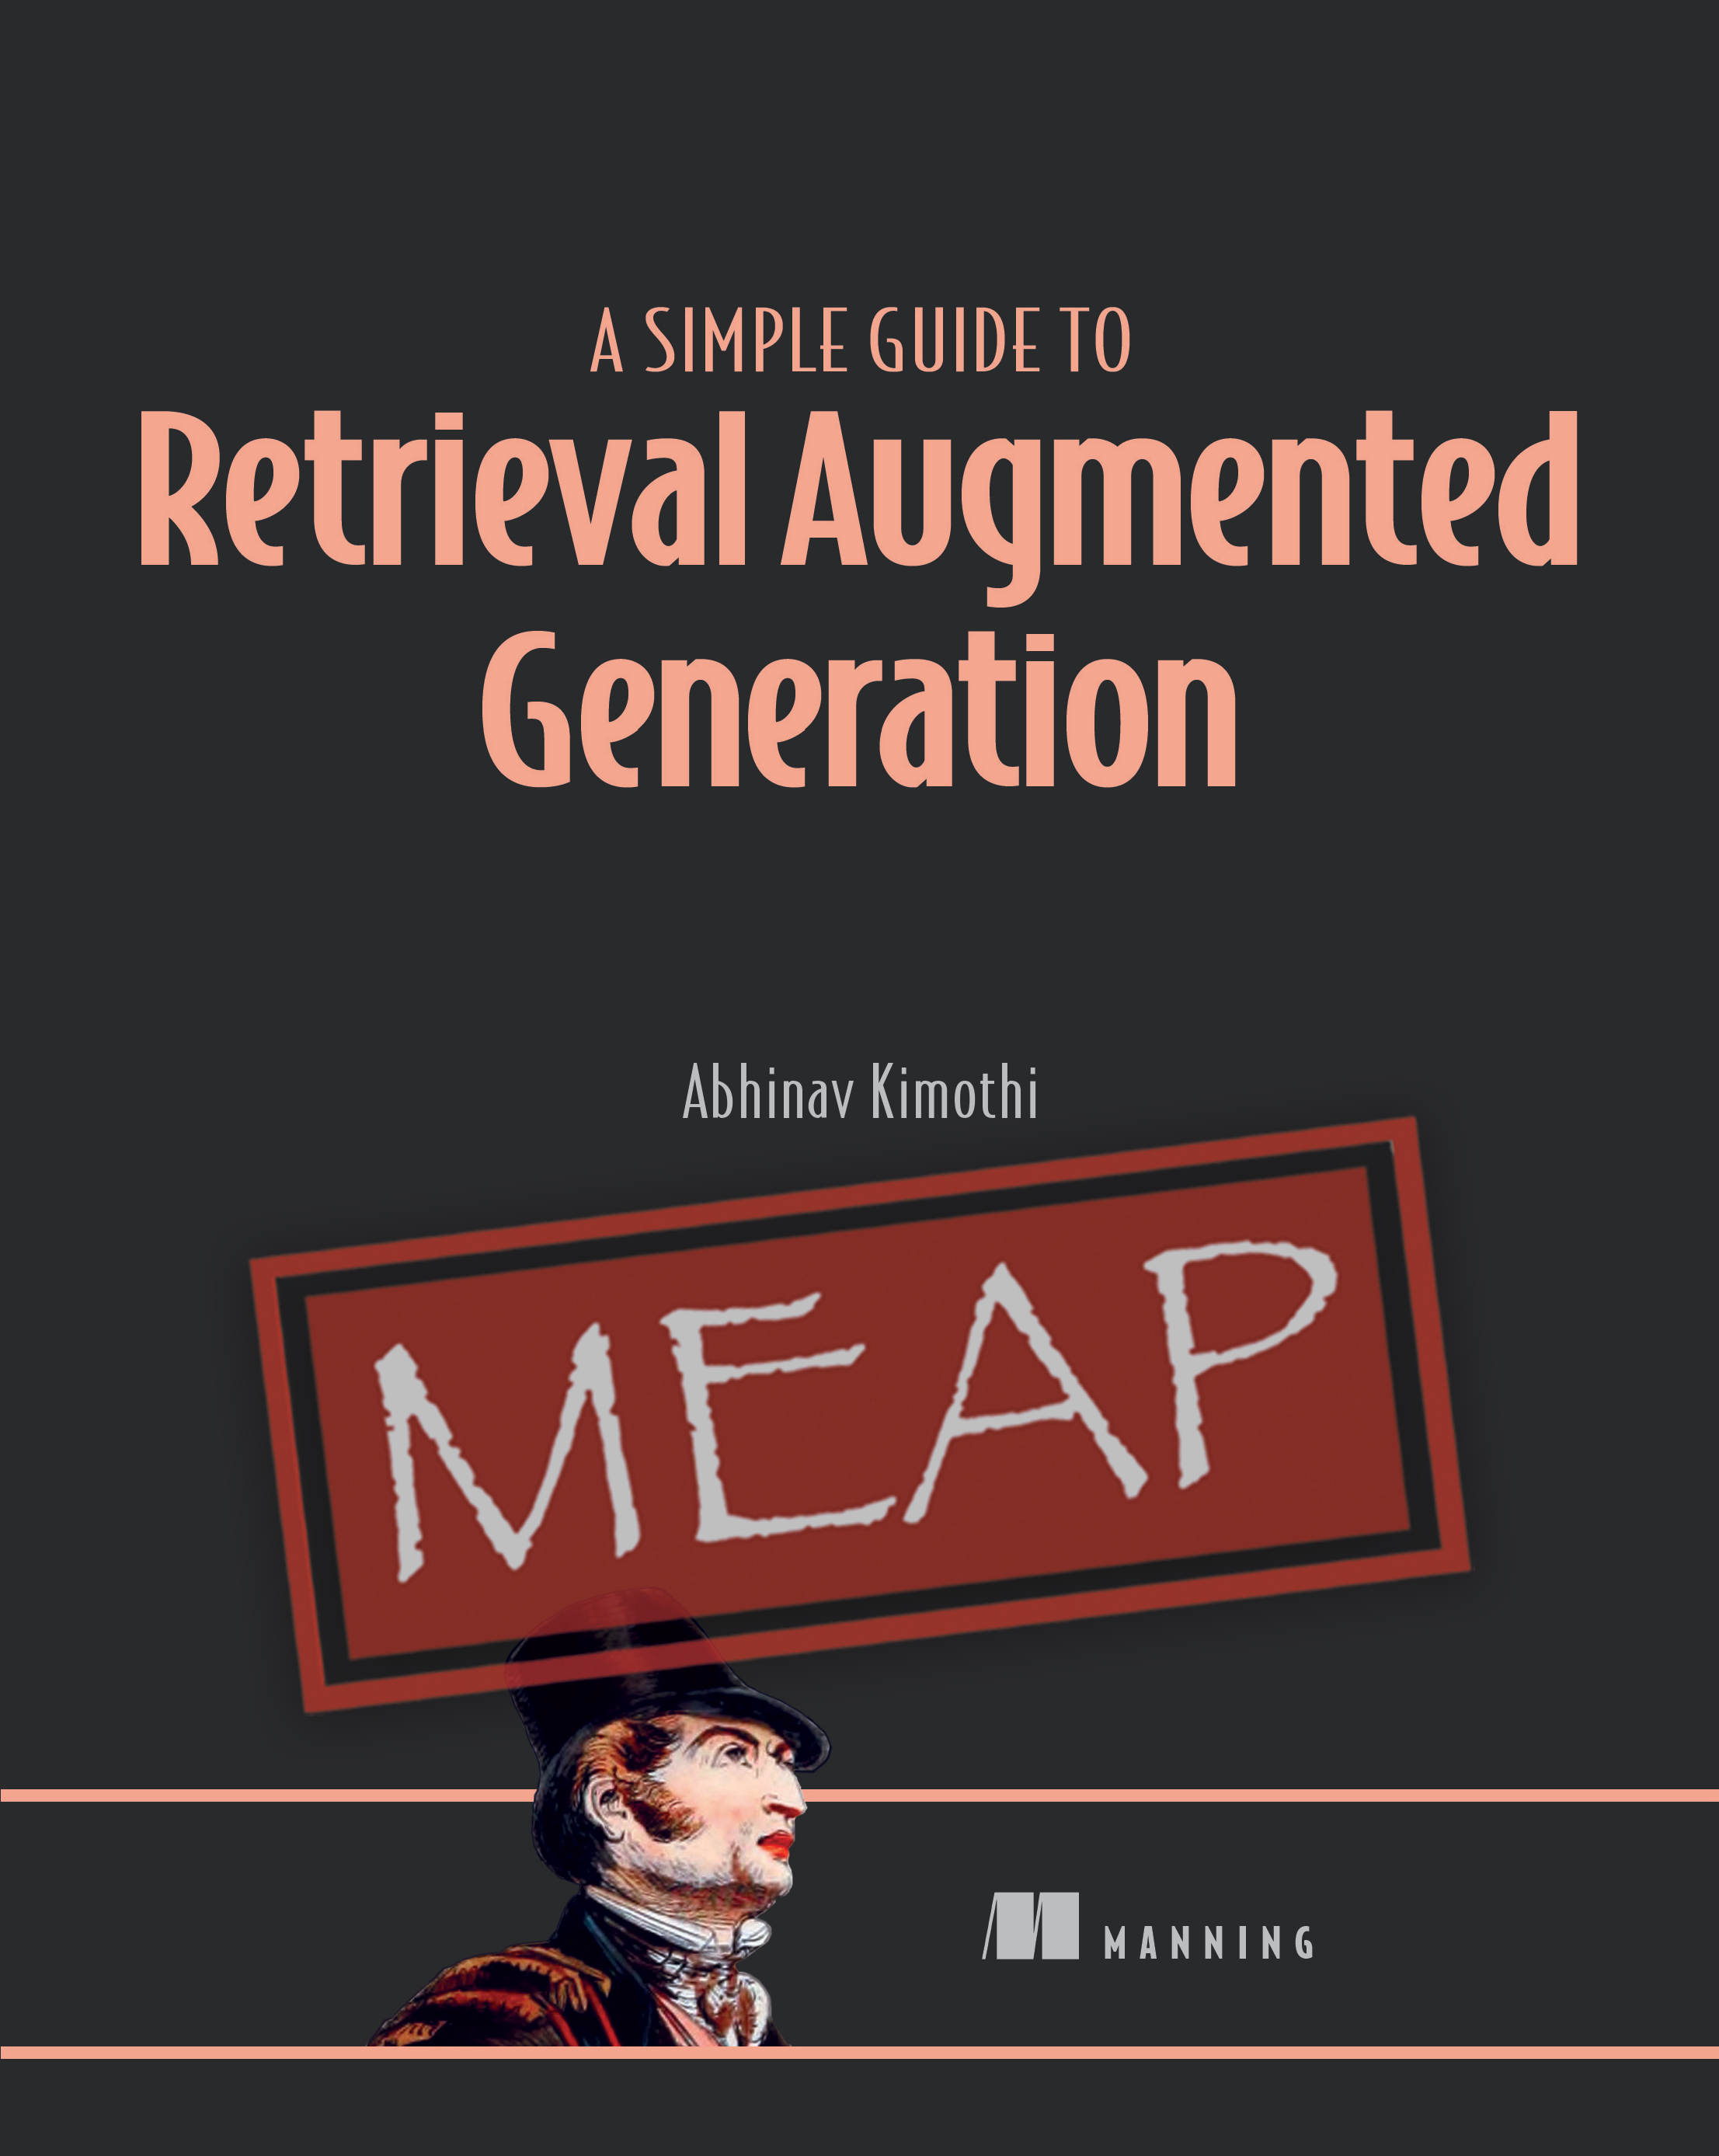 A SIMPLE GUIDE TO
Retrieval Augmented
Generation
Abhinav Kimothi
MEAP
MANNING